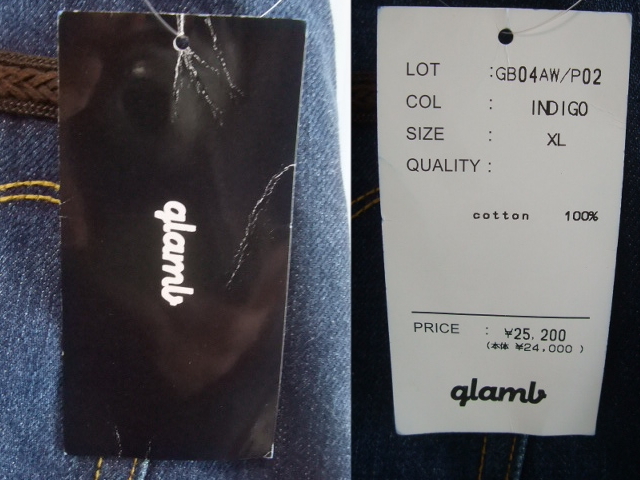 glamb
LOT :GB04AW/P02
COL : INDIGO
SIZE : XL
QUALITY :
cotton 100%
PRICE : ¥25,200
(本体 ¥24,000 )
glamb